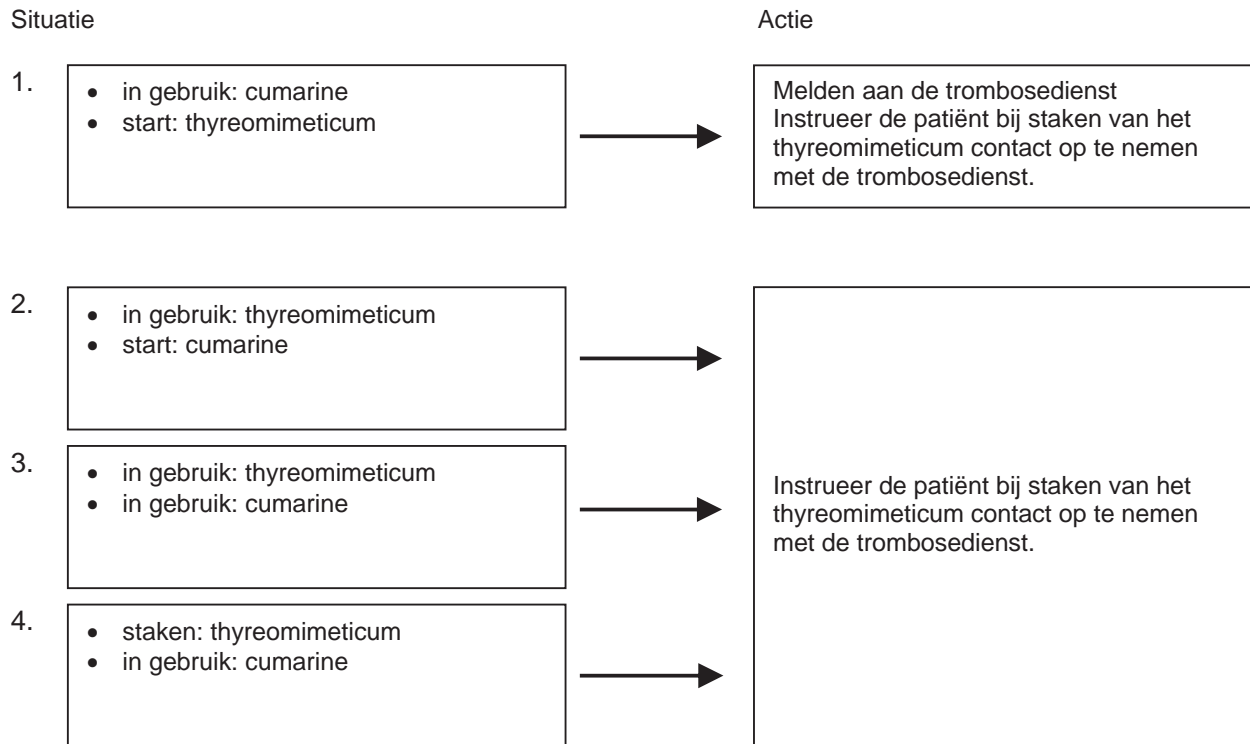 Situatie
Actie
1.
• in gebruik: cumarine
• start: thyreomimeticum
Melden aan de trombosedienst
Instrueer de patiënt bij staken van het
thyreomimeticum contact op te nemen
met de trombosedienst.
2.
• in gebruik: thyreomimeticum
• start: cumarine
3.
• in gebruik: thyreomimeticum
• in gebruik: cumarine
Instrueer de patiënt bij staken van het
thyreomimeticum contact op te nemen
met de trombosedienst.
4.
• staken: thyreomimeticum
• in gebruik: cumarine